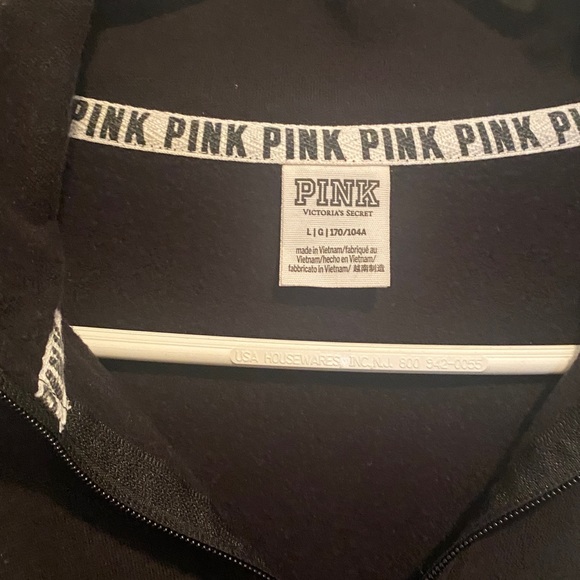 PINK PINK PINK PINK PINK PI
PINK
VICTORIA'S SECRET
L | G | 170/104A
made in Vietnam/fabriqué au
Vietnam/hecho en Vietnam/
fabbricato in Vietnam/ 越南制造
USA HOUSEWARES INC, N.J. 800 942-0055